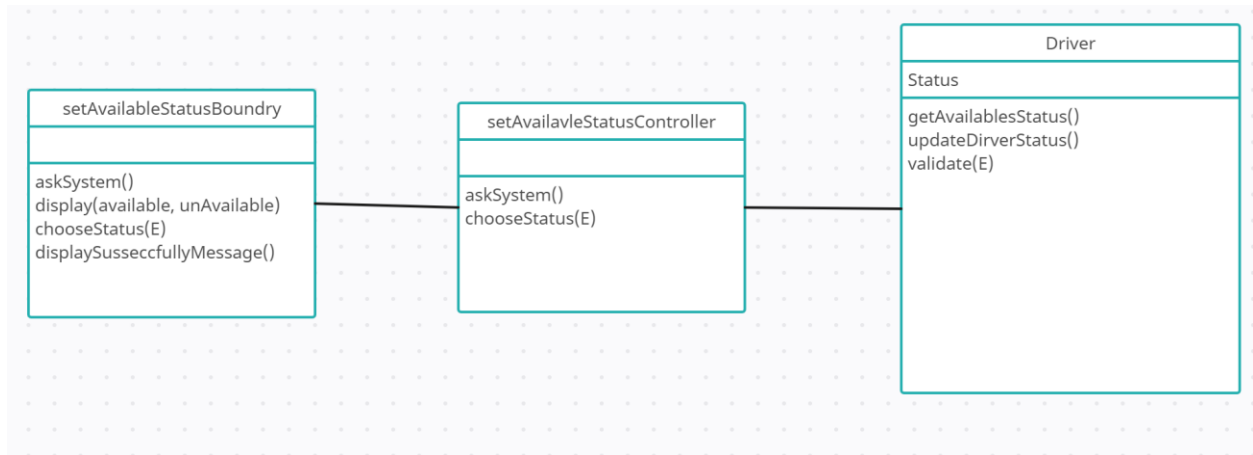 setAvailableStatusBoundry
askSystem()
display(available, unAvailable)
chooseStatus(E)
displaySusseccfullyMessage()
setAvailavleStatusController
askSystem()
chooseStatus(E)
Driver
Status
getAvailablesStatus()
updateDirverStatus()
validate(E)